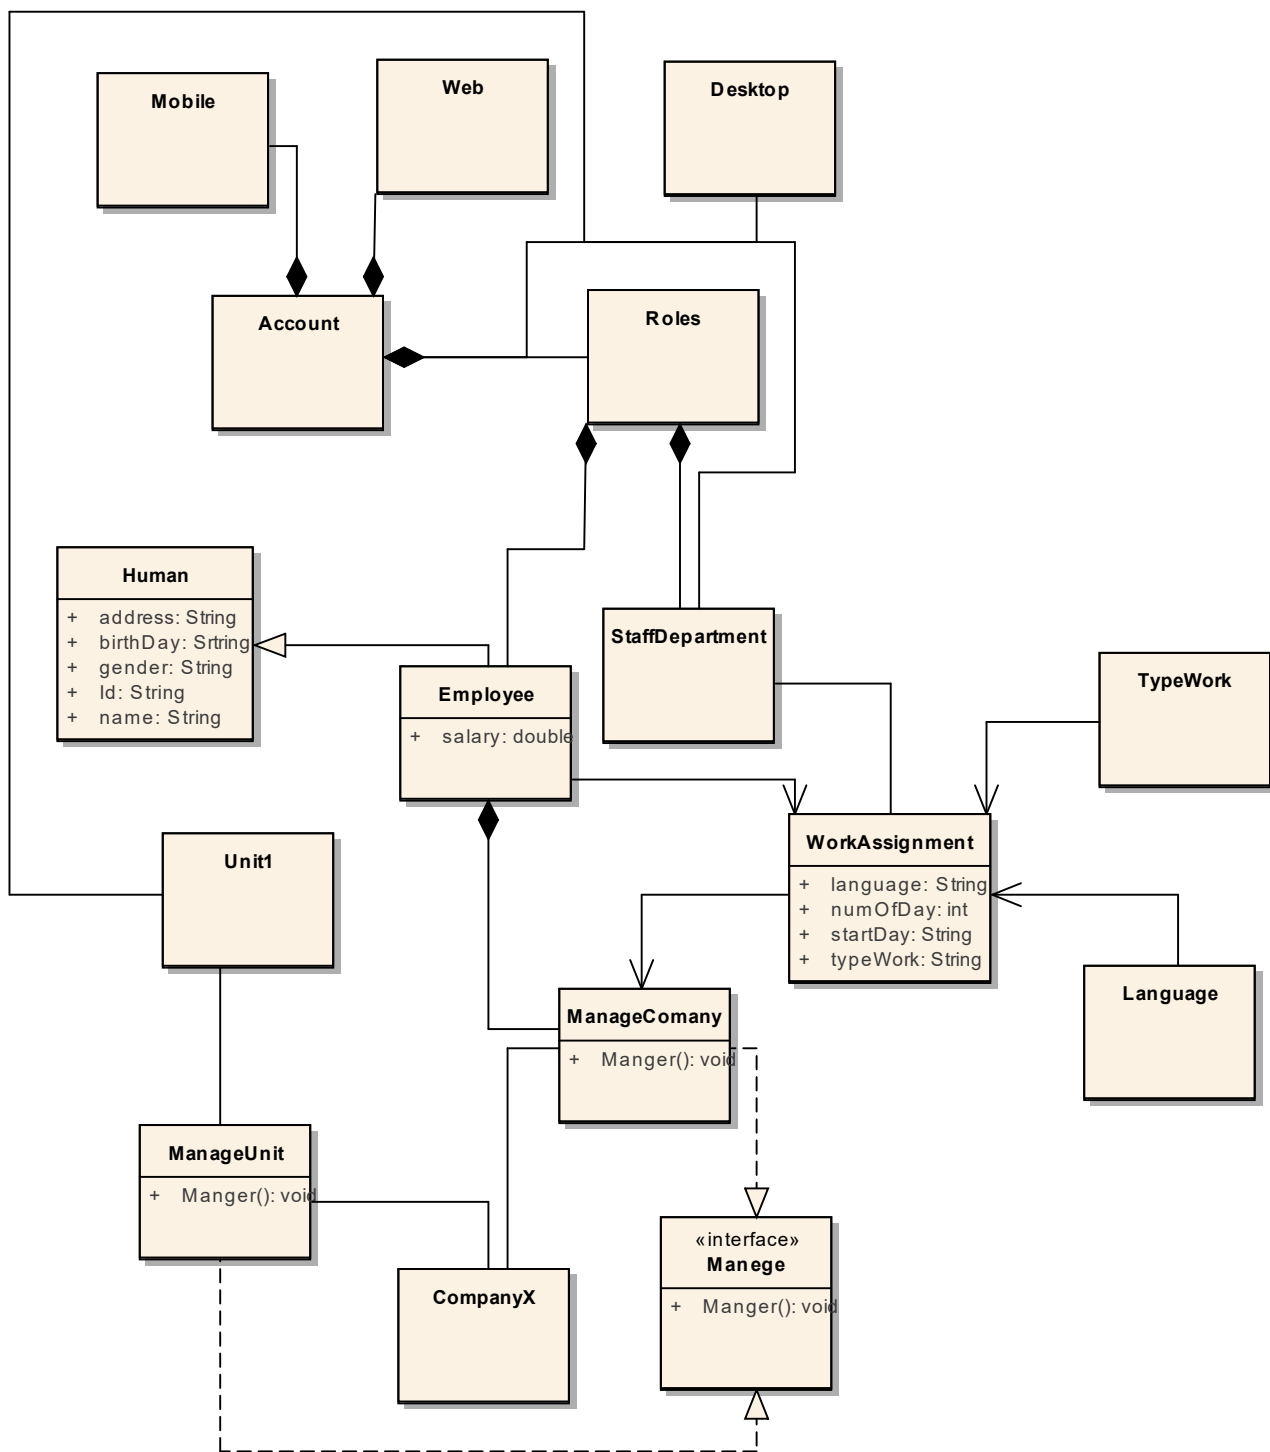 Mobile
Web
Desktop
Account
Roles
Human
+ address: String
+ birthDay: Srtring
+ gender: String
+ Id: String
+ name: String
Employee
+ salary: double
StaffDepartment
TypeWork
WorkAssignment
+ language: String
+ numOfDay: int
+ startDay: String
+ typeWork: String
Unit1
Language
ManageComany
+ Manger(): void
ManageUnit
+ Manger(): void
CompanyX
«interface»
Manege
+ Manger(): void